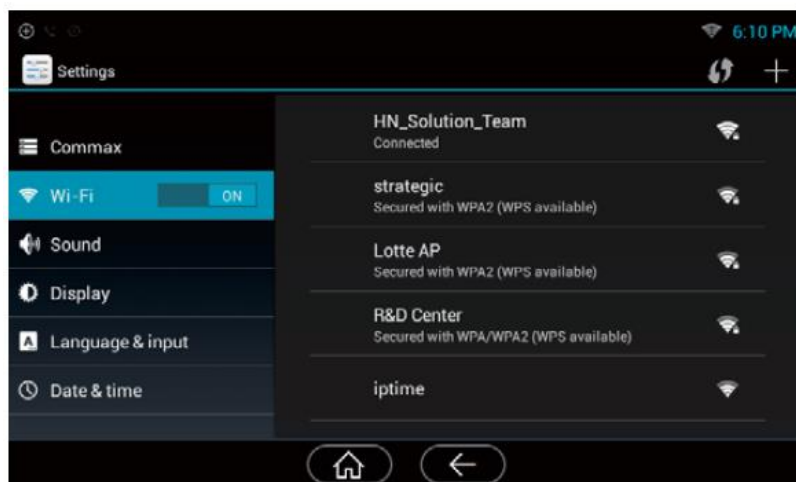 6:10 PM
Settings
Commax
Wi-Fi ON
Sound
Display
A Language & input
Date & time
HN_Solution_Team
Connected
strategic
Secured with WPA2 (WPS available)
Lotte AP
Secured with WPA2 (WPS available)
R&D Center
Secured with WPA/WPA2 (WPS available)
iptime